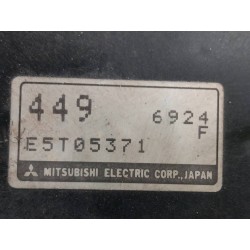 449 6924
F
E5T05371
MITSUBISHI ELECTRIC CORP., JAPAN